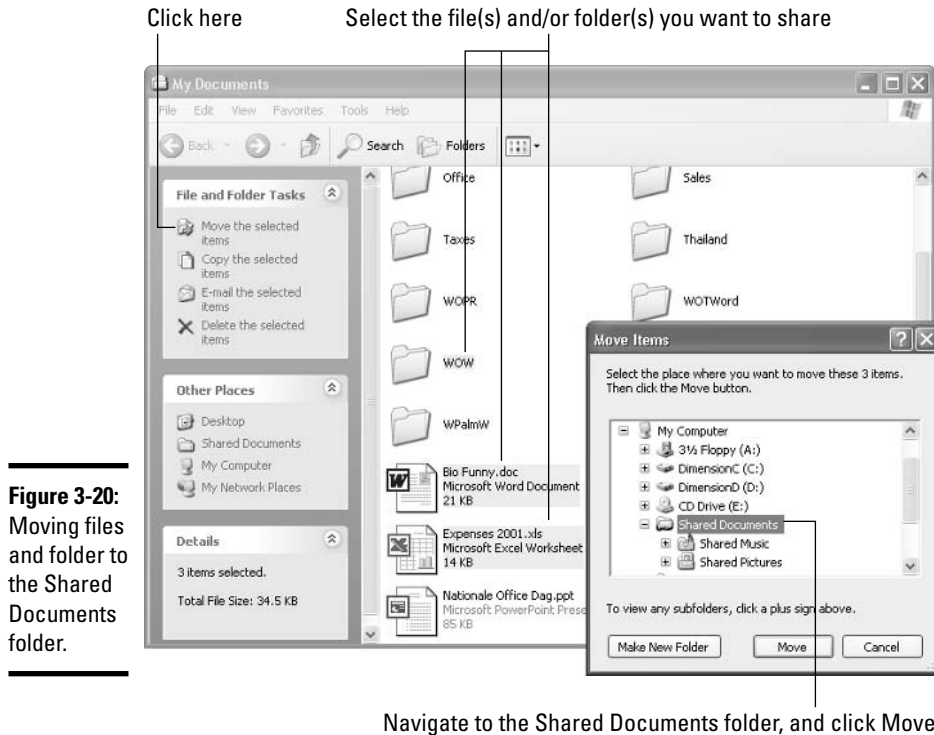 Click here
Select the file(s) and/or folder(s) you want to share
My Documents
File Edit View Favorites Tools Help
Back Search Folders
File and Folder Tasks
Move the selected
items
Copy the selected
items
E-mail the selected
items
Delete the selected
items
Other Places
Desktop
Shared Documents
My Computer
My Network Places
Details
3 items selected.
Total File Size: 34.5 KB
Office
Sales
Taxes
Thailand
WOPR
WOTWord
WOW
WPalmW
Bio Funny.doc
Microsoft Word Document
21 KB
Expenses 2001.xls
Microsoft Excel Worksheet
14 KB
Nationale Office Dag.ppt
Microsoft PowerPoint Prese
85 KB
Move Items
Select the place where you want to move these 3 items.
Then click the Move button.
My Computer
3½ Floppy (A:)
DimensionC (C:)
DimensionD (D:)
CD Drive (E:)
Shared Documents
Shared Music
Shared Pictures
To view any subfolders, click a plus sign above.
Make New Folder Move Cancel
Figure 3-20:
Moving files
and folder to
the Shared
Documents
folder.
Navigate to the Shared Documents folder, and click Move